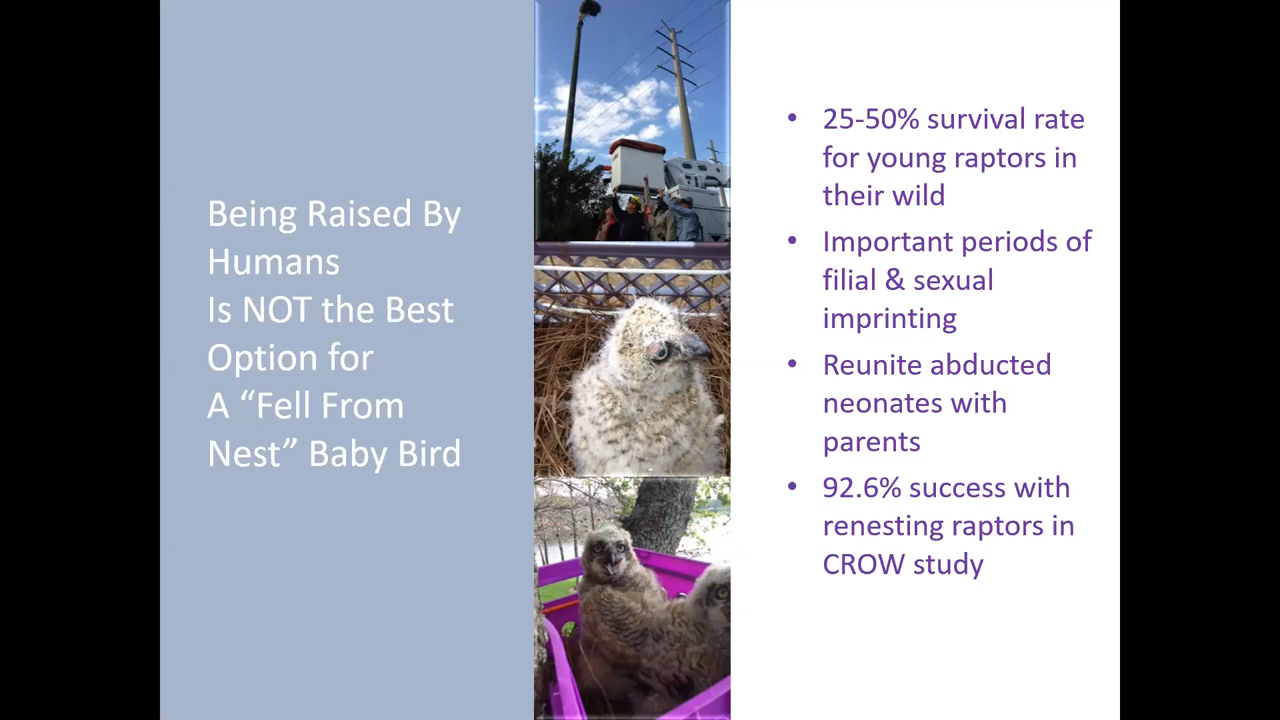 Being Raised By
Humans
Is NOT the Best
Option for
A “Fell From
Nest” Baby Bird
• 25-50% survival rate
for young raptors in
their wild
• Important periods of
filial & sexual
imprinting
• Reunite abducted
neonates with
parents
• 92.6% success with
renesting raptors in
CROW study